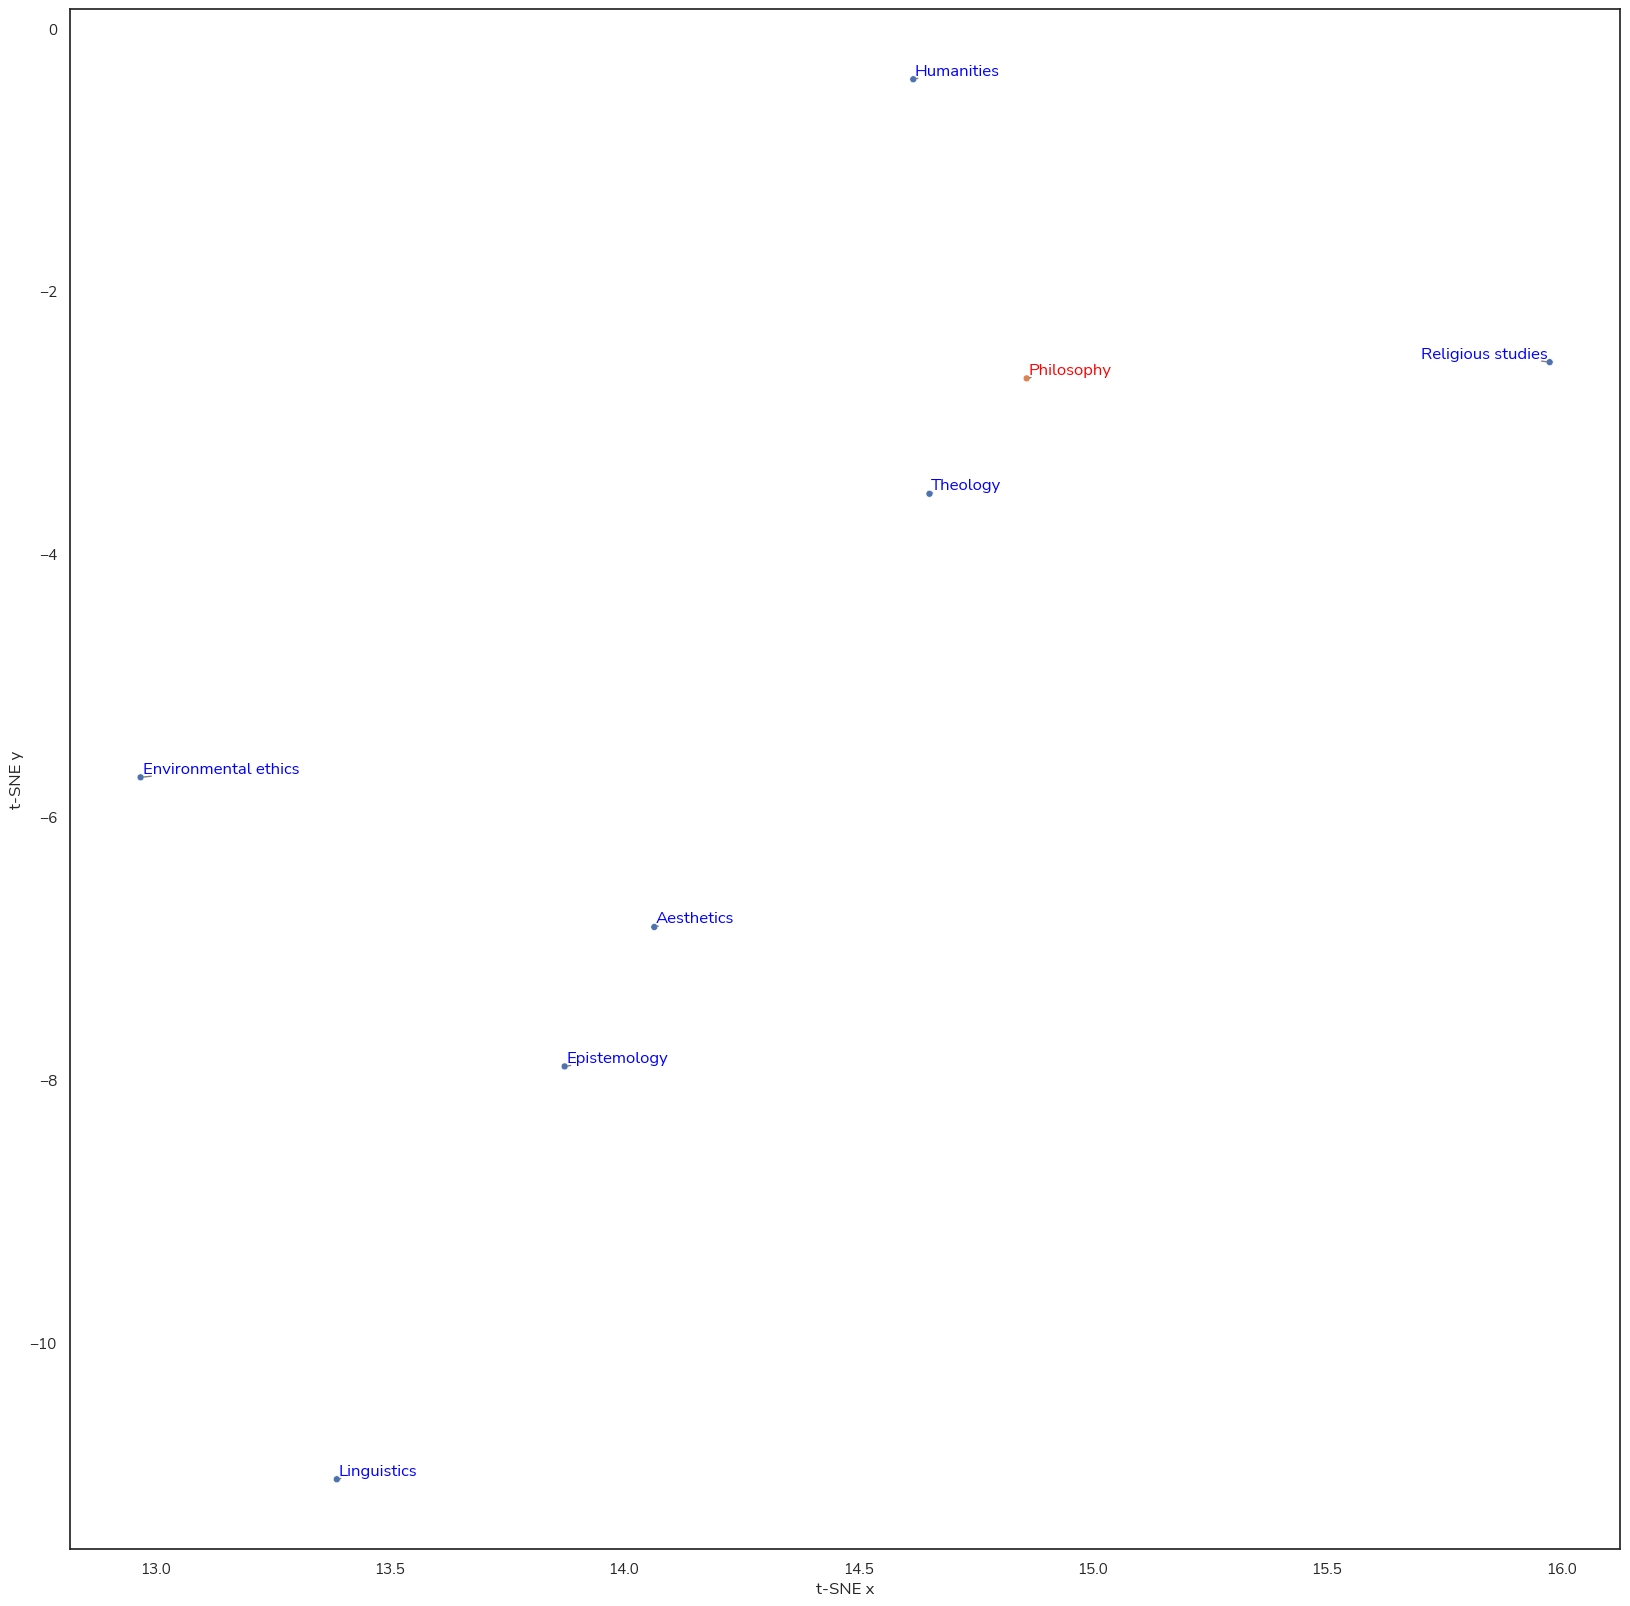 0
Humanities
−2
Religious studies
Philosophy
Theology
−4
Environmental ethics
t-SNE y
−6
Aesthetics
Epistemology
−8
−10
Linguistics
13.0 13.5 14.0 14.5 15.0 15.5 16.0
t-SNE x